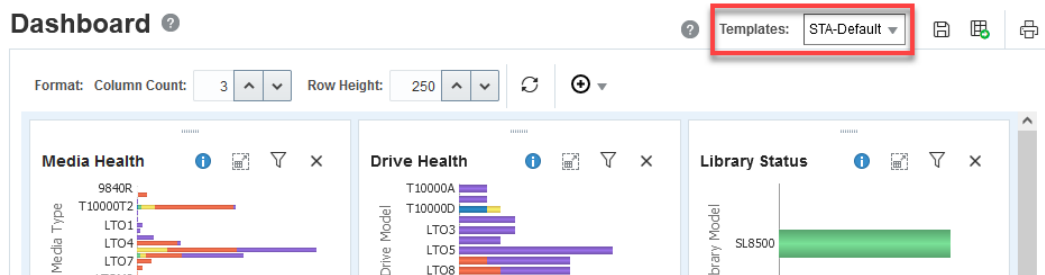 Dashboard ?
? Templates: STA-Default
Format: Column Count: 3 Row Height: 250
Media Health i
Drive Health i
Library Status i
Media Type
9840R
T10000T2
LTO1
LTO4
LTO7
Drive Model
T10000A
T10000D
LTO3
LTO5
LTO8
brary Model
SL8500